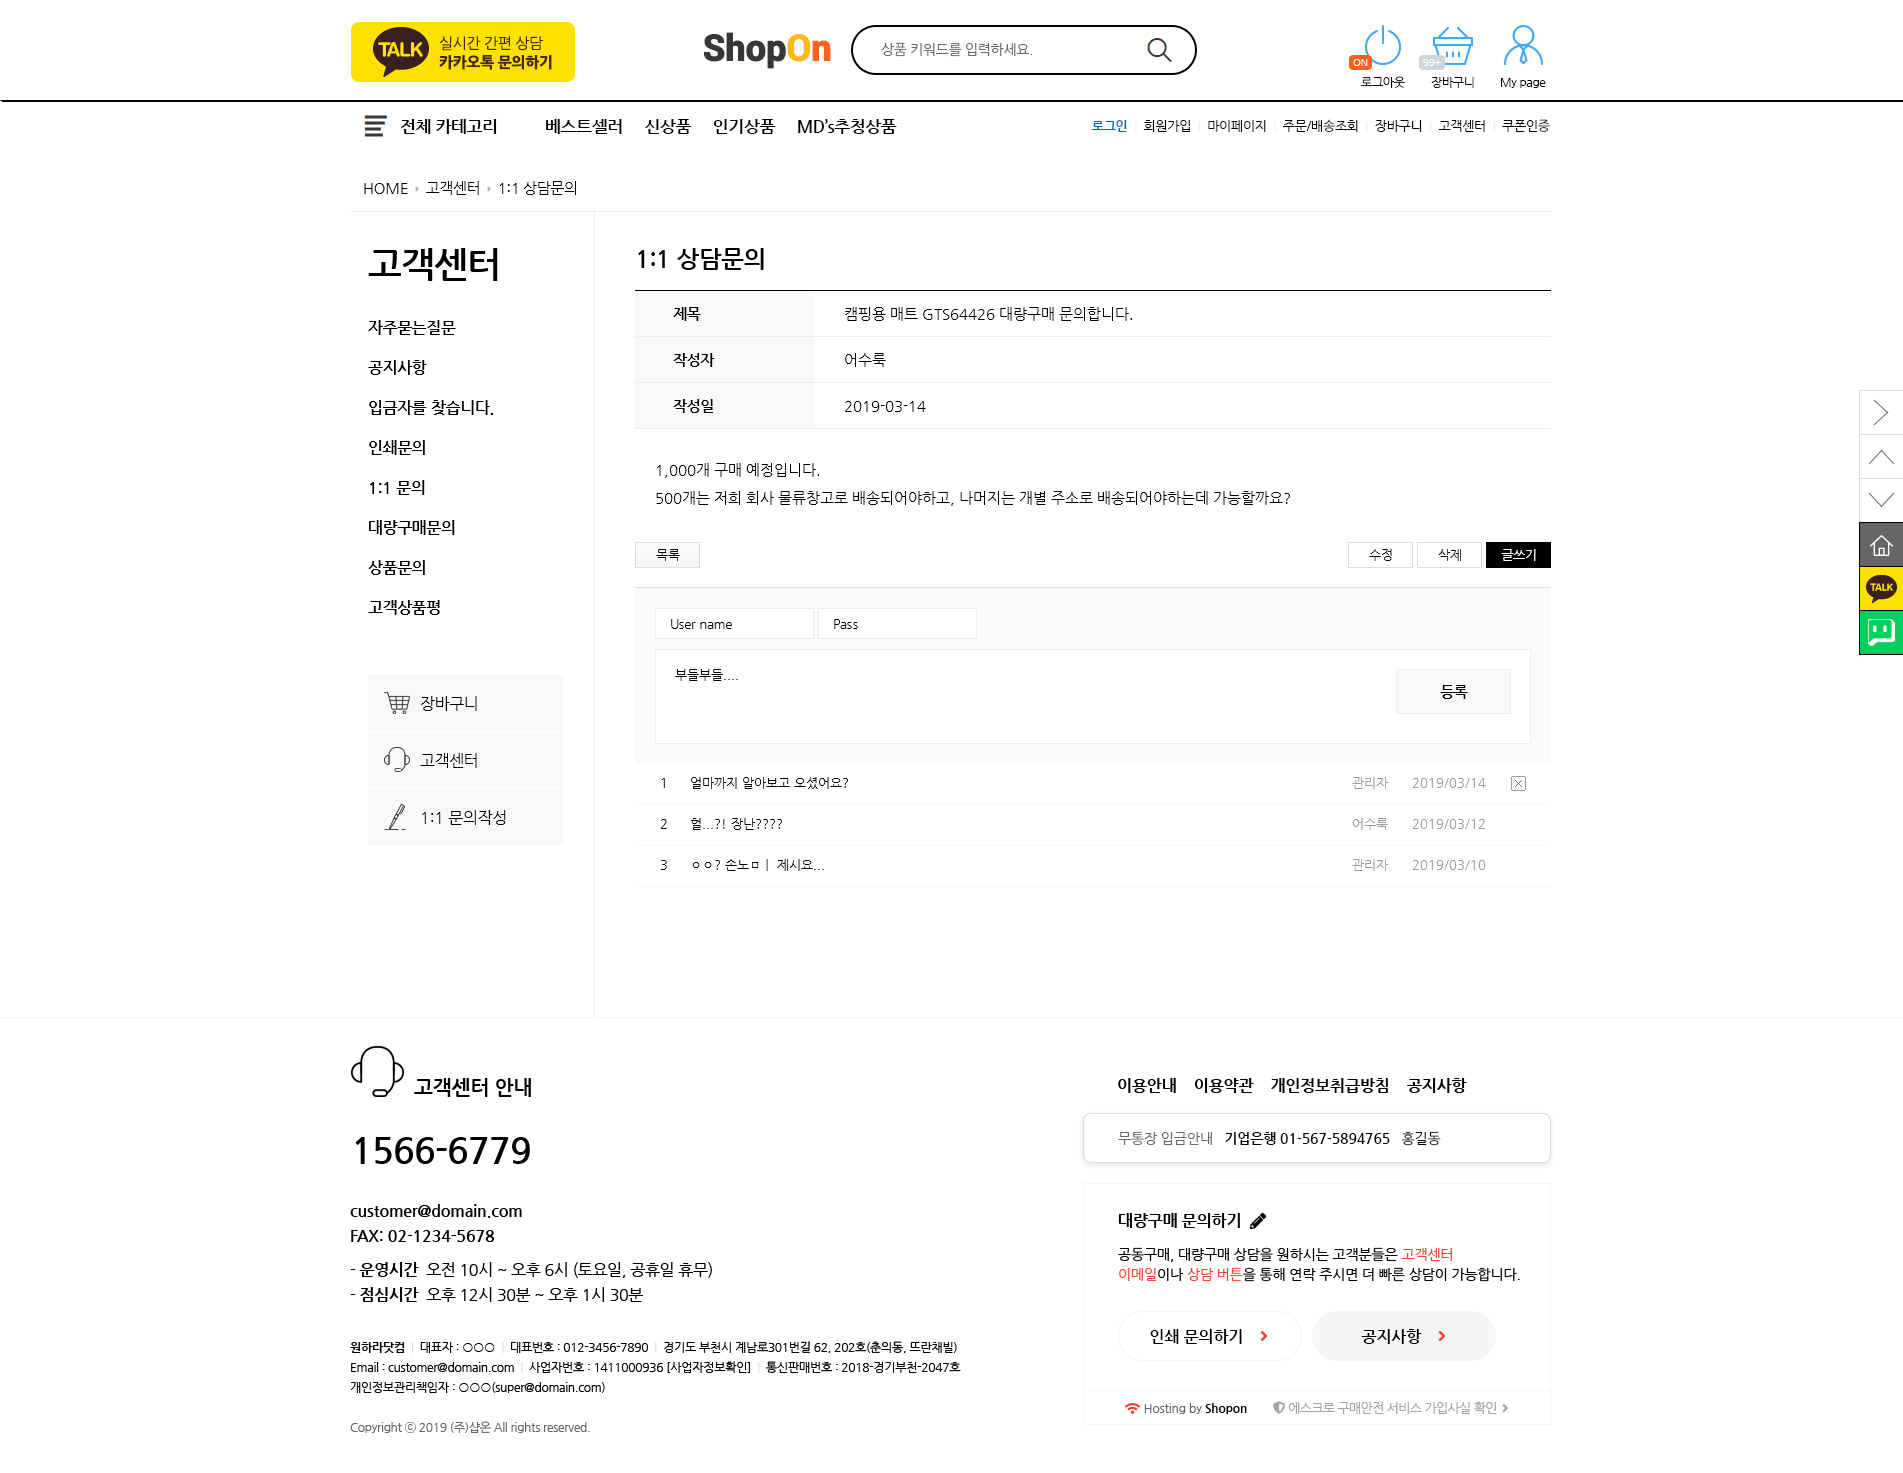 TALK 실시간 간편 상담
카카오톡 문의하기
ShopOn
상품 키워드를 입력하세요.
ON
99+
로그아웃 장바구니 My page
전체 카테고리 베스트셀러 신상품 인기상품 MD's추청상품
로그인 회원가입 마이페이지 주문/배송조회 장바구니 고객센터 쿠폰인증
HOME 고객센터 1:1 상담문의
고객센터
자주묻는질문
공지사항
입금자를 찾습니다.
인쇄문의
1:1 문의
대량구매문의
상품문의
고객상품평
장바구니
고객센터
1:1 문의작성
1:1 상담문의
제목 캠핑용 매트 GTS64426 대량구매 문의합니다.
작성자 어수룩
작성일 2019-03-14
1,000개 구매 예정입니다.
500개는 저희 회사 물류창고로 배송되어야하고, 나머지는 개별 주소로 배송되어야하는데 가능할까요?
목록 수정 삭제 글쓰기
User name Pass
부들부들....
등록
1 얼마까지 알아보고 오셨어요? 관리자 2019/03/14
2 헐...?! 장난???? 어수룩 2019/03/12
3 ㅇㅇ? 손노ㅁㅣ 제시요... 관리자 2019/03/10
TALK
고객센터 안내
1566-6779
customer@domain.com
FAX: 02-1234-5678
- 운영시간 오전 10시 ~ 오후 6시 (토요일, 공휴일 휴무)
- 점심시간 오후 12시 30분 ~ 오후 1시 30분
원하라닷컴 | 대표자 : ○○○ | 대표번호 : 012-3456-7890 | 경기도 부천시 계남로301번길 62, 202호(춘의동, 뜨란채빌)
Email : customer@domain.com | 사업자번호 : 1411000936 [사업자정보확인] | 통신판매번호 : 2018-경기부천-2047호
개인정보관리책임자 : ○○○(super@domain.com)
Copyright ⓒ 2019 (주)샵온 All rights reserved.
이용안내 이용약관 개인정보취급방침 공지사항
무통장 입금안내 기업은행 01-567-5894765 홍길동
대량구매 문의하기
공동구매, 대량구매 상담을 원하시는 고객분들은 고객센터
이메일이나 상담 버튼을 통해 연락 주시면 더 빠른 상담이 가능합니다.
인쇄 문의하기 공지사항
Hosting by Shopon 에스크로 구매안전 서비스 가입사실 확인